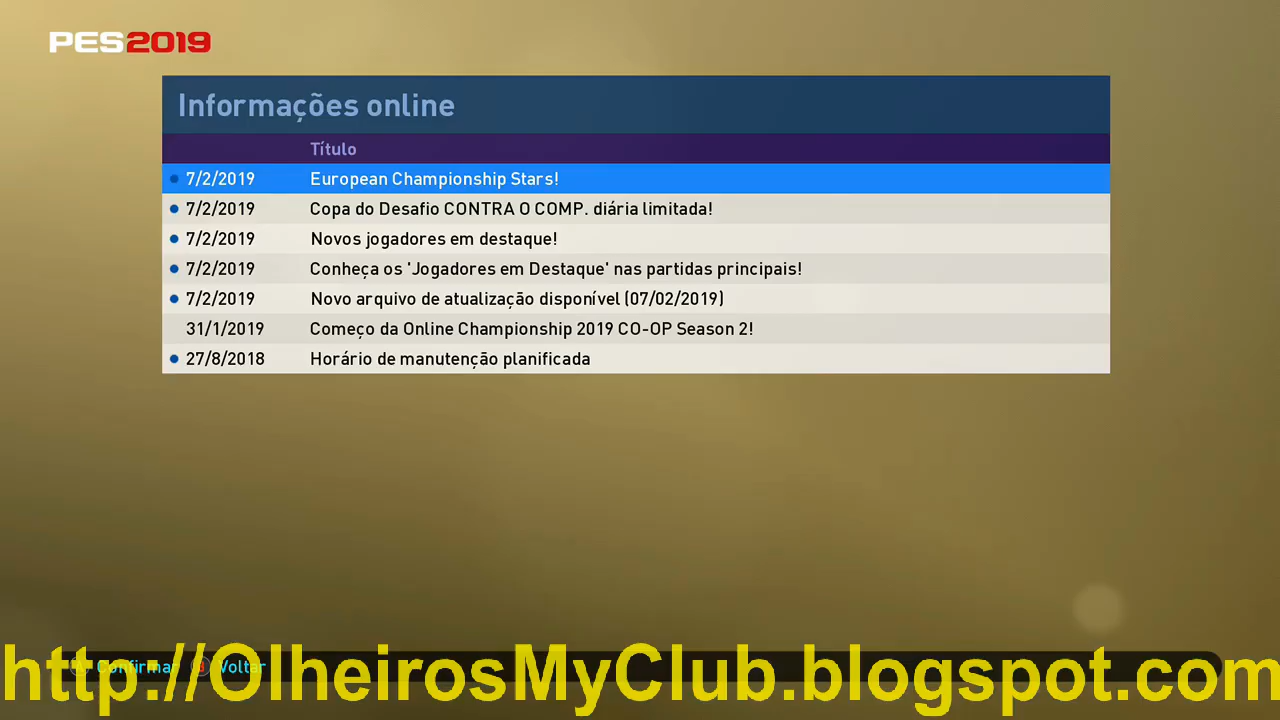 PES2019
Informações online
Título
7/2/2019 European Championship Stars!
7/2/2019 Copa do Desafio CONTRA O COMP. diária limitada!
7/2/2019 Novos jogadores em destaque!
7/2/2019 Conheça os 'Jogadores em Destaque' nas partidas principais!
7/2/2019 Novo arquivo de atualização disponível (07/02/2019)
31/1/2019 Começo da Online Championship 2019 CO-OP Season 2!
27/8/2018 Horário de manutenção planificada
A Confirmar B Voltar
http://OlheirosMyClub.blogspot.com